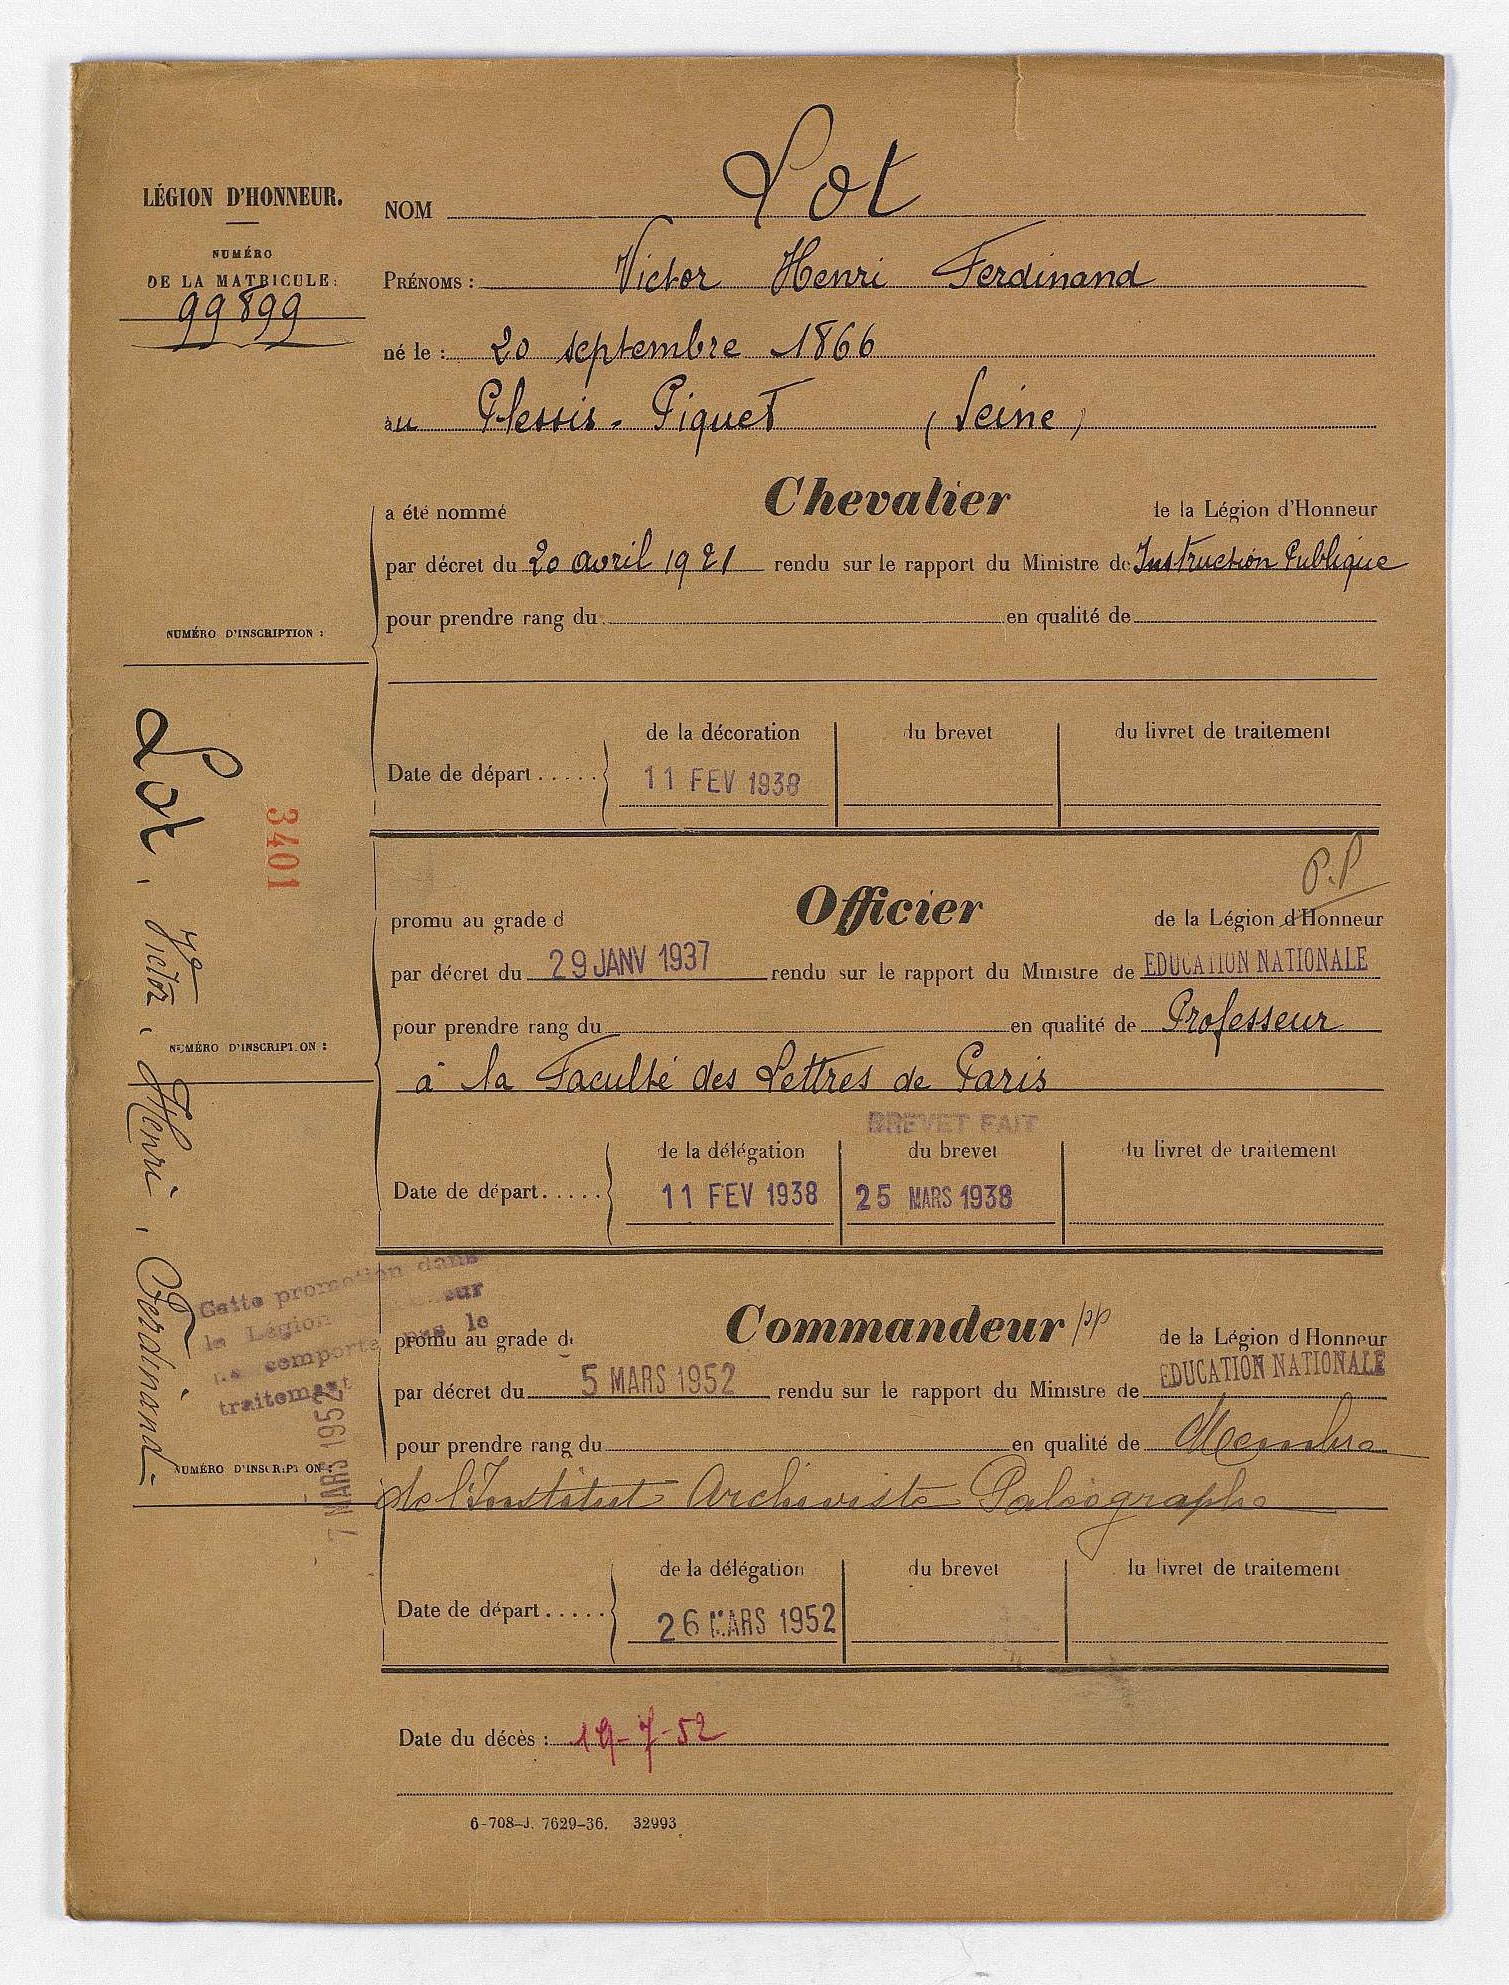 LÉGION D'HONNEUR.
NUMÉRO
DE LA MATRICULE:
99899
NOM Lot
PRÉNOMS : Victor Henri Ferdinand
né le : 20 septembre 1866
au Plessis-Piquet (Seine)
a été nommé Chevalier de la Légion d'Honneur
par décret du 20 avril 1921 rendu sur le rapport du Ministre de Instruction Publique
pour prendre rang du en qualité de
NUMÉRO D'INSCRIPTION :
de la décoration du brevet du livret de traitement
Date de départ ..... 11 FEV 1938
3401
Lot, Victor, Henri, Ferdinand.
P.P
promu au grade d Officier de la Légion d'Honneur
par décret du 29 JANV 1937 rendu sur le rapport du Ministre de EDUCATION NATIONALE
pour prendre rang du en qualité de Professeur
à la Faculté des Lettres de Paris
NUMÉRO D'INSCRIPTION :
BREVET FAIT
de la délégation du brevet du livret de traitement
Date de départ ..... 11 FEV 1938 25 MARS 1938
Cette promotion dans
la Légion
ne comporte pas le
traitement
7 MARS 1952
promu au grade de Commandeur pp de la Légion d'Honneur
par décret du 5 MARS 1952 rendu sur le rapport du Ministre de EDUCATION NATIONALE
pour prendre rang du en qualité de Membre
de l'Institut Archiviste Paléographe
NUMÉRO D'INSCRIPTION
de la délégation du brevet du livret de traitement
Date de départ ..... 26 MARS 1952
Date du décès : 19-7-52
6-708-J. 7629-36. 32993